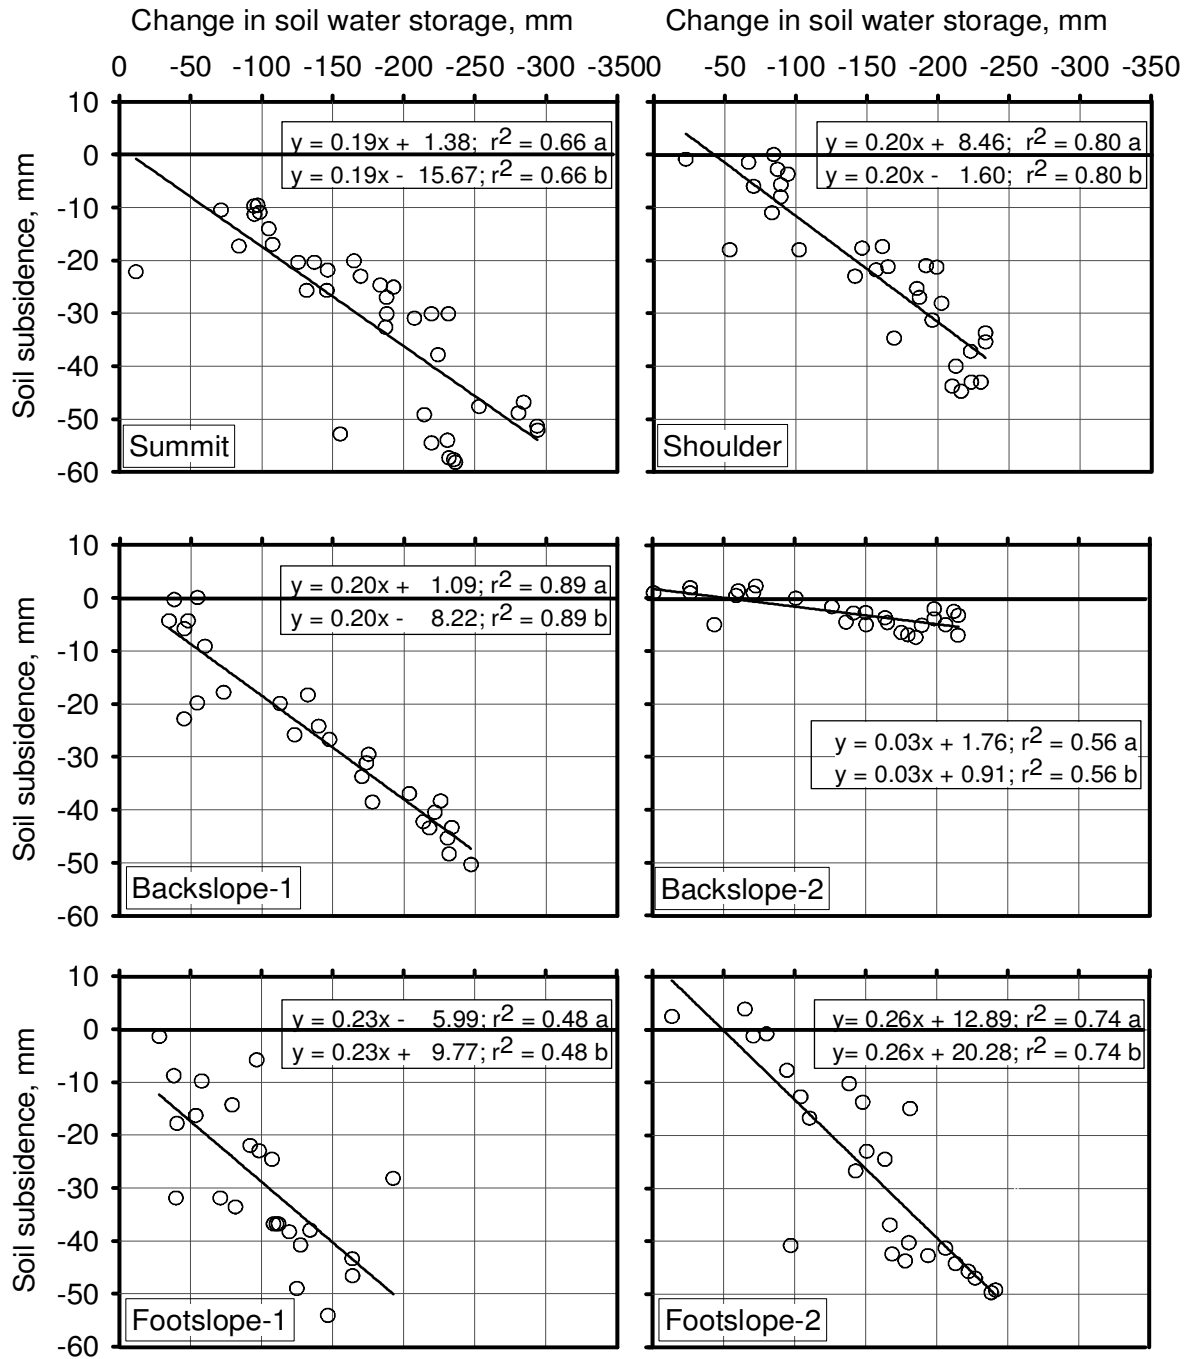 Change in soil water storage, mm Change in soil water storage, mm
0 -50 -100 -150 -200 -250 -300 -350 0 -50 -100 -150 -200 -250 -300 -350
10
0
-10
-20
-30
-40
-50
-60
Soil subsidence, mm
y = 0.19x + 1.38; r2 = 0.66 a
y = 0.19x - 15.67; r2 = 0.66 b
Summit
y = 0.20x + 8.46; r2 = 0.80 a
y = 0.20x - 1.60; r2 = 0.80 b
Shoulder
10
0
-10
-20
-30
-40
-50
-60
Soil subsidence, mm
y = 0.20x + 1.09; r2 = 0.89 a
y = 0.20x - 8.22; r2 = 0.89 b
Backslope-1
y = 0.03x + 1.76; r2 = 0.56 a
y = 0.03x + 0.91; r2 = 0.56 b
Backslope-2
10
0
-10
-20
-30
-40
-50
-60
Soil subsidence, mm
y = 0.23x - 5.99; r2 = 0.48 a
y = 0.23x + 9.77; r2 = 0.48 b
Footslope-1
y= 0.26x + 12.89; r2 = 0.74 a
y= 0.26x + 20.28; r2 = 0.74 b
Footslope-2